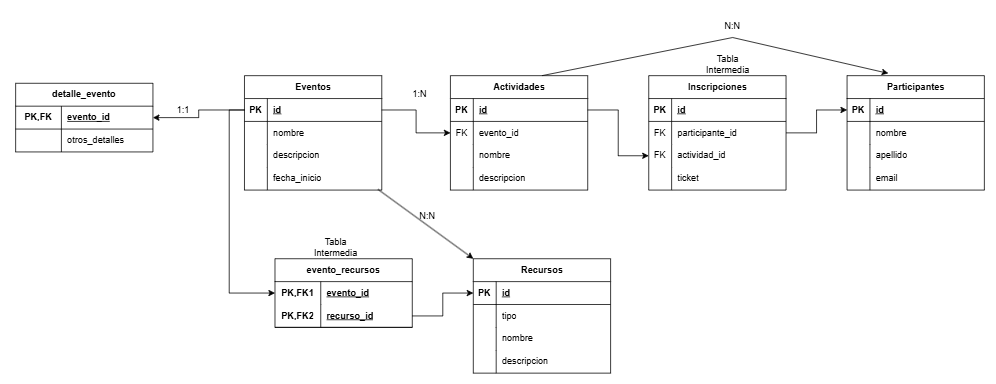 N:N
Tabla
Intermedia
detalle_evento
PK,FK evento_id
otros_detalles
1:1
Eventos
PK id
nombre
descripcion
fecha_inicio
1:N
Actividades
PK id
FK evento_id
nombre
descripcion
Inscripciones
PK id
FK participante_id
FK actividad_id
ticket
Participantes
PK id
nombre
apellido
email
N:N
Tabla
Intermedia
evento_recursos
PK,FK1 evento_id
PK,FK2 recurso_id
Recursos
PK id
tipo
nombre
descripcion